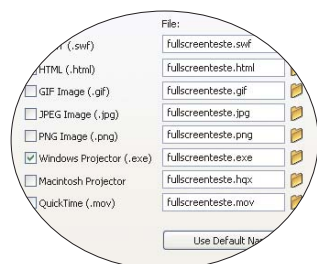 File:
(.swf) fullscreenteste.swf
HTML (.html) fullscreenteste.html
GIF Image (.gif) fullscreenteste.gif
JPEG Image (.jpg) fullscreenteste.jpg
PNG Image (.png) fullscreenteste.png
Windows Projector (.exe) fullscreenteste.exe
Macintosh Projector fullscreenteste.hqx
QuickTime (.mov) fullscreenteste.mov
Use Default